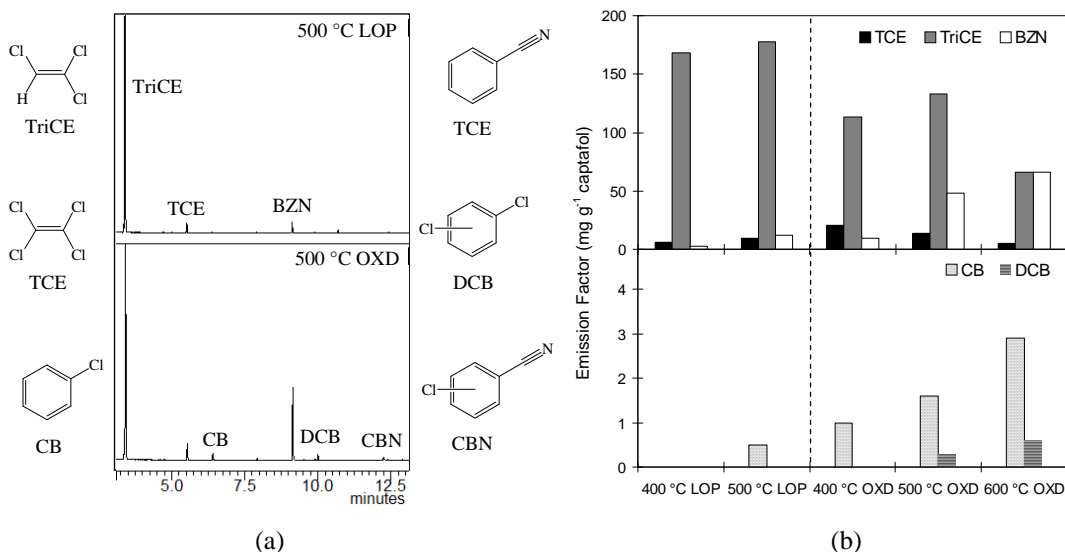 500 °C LOP
TriCE
TCE
BZN
500 °C OXD
CB
DCB
CBN
5.0 7.5 10.0 12.5
minutes
Cl Cl
H Cl
TriCE
Cl Cl
Cl Cl
TCE
Cl
CB
N
TCE
Cl
Cl
DCB
N
Cl
CBN
(a)
TCE TriCE BZN
200
150
100
50
0
CB DCB
4
3
2
1
0
Emission Factor (mg g⁻¹ captafol)
400 °C LOP 500 °C LOP 400 °C OXD 500 °C OXD 600 °C OXD
(b)